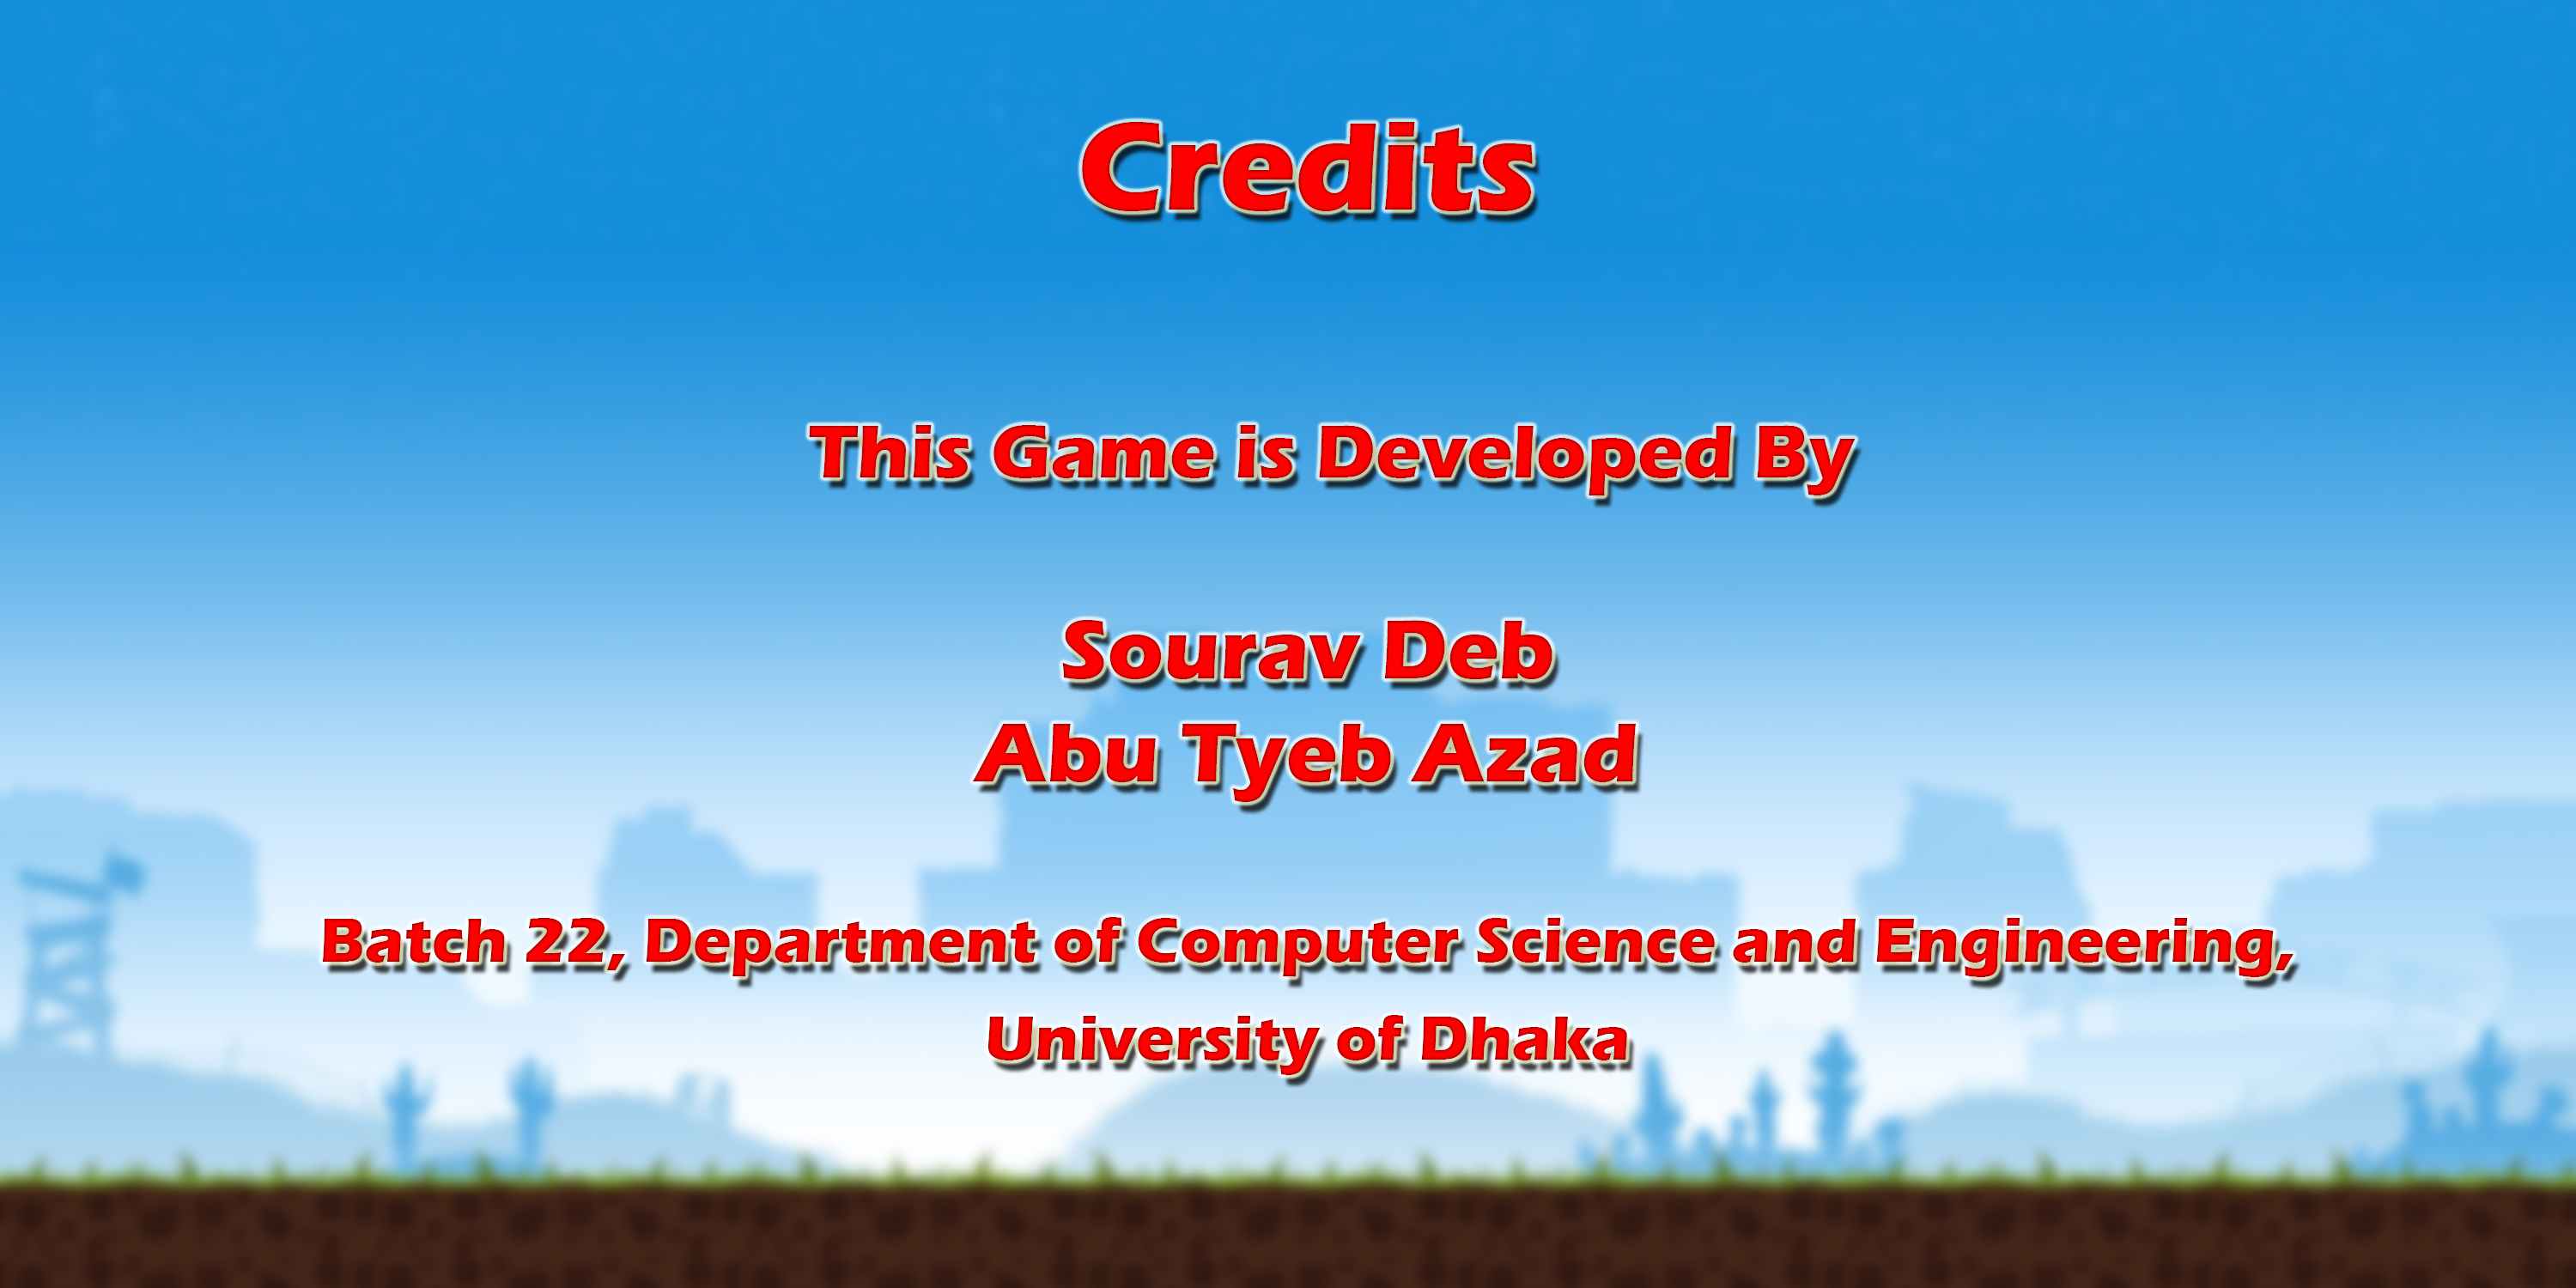 Credits
This Game is Developed By
Sourav Deb
Abu Tyeb Azad
Batch 22, Department of Computer Science and Engineering,
University of Dhaka